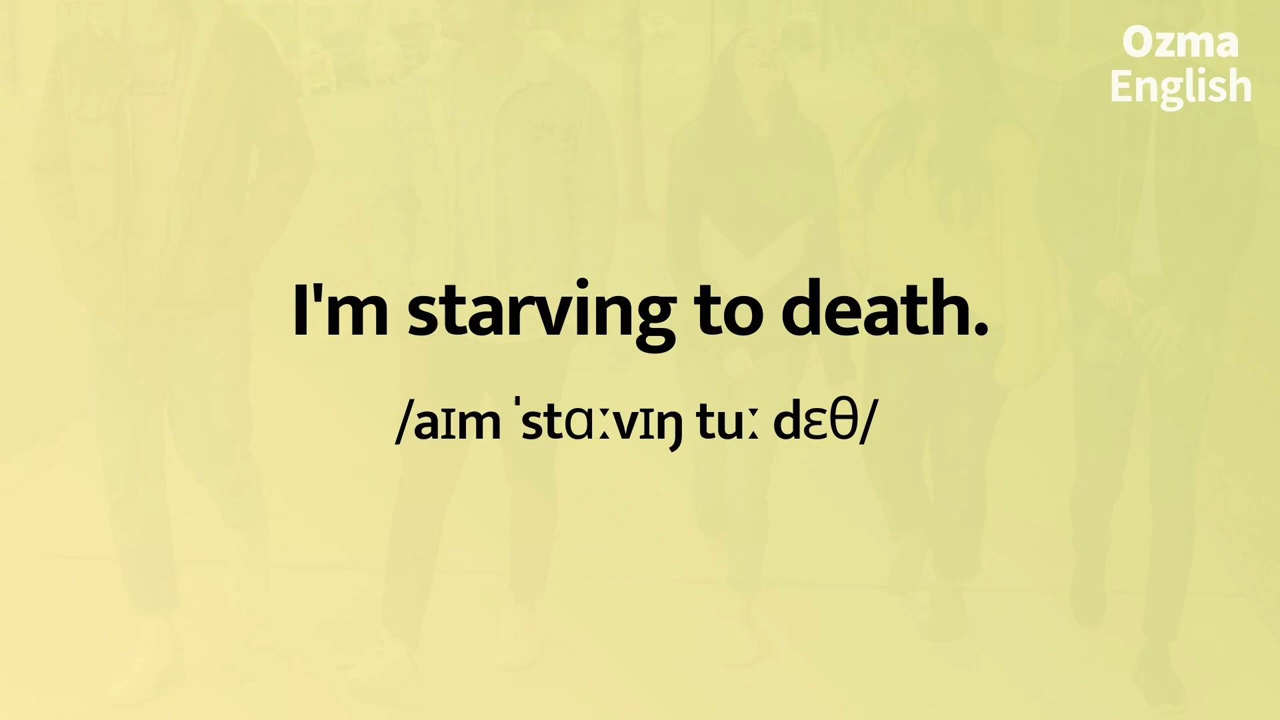 Ozma
English
I'm starving to death.
/aɪm ˈstɑːvɪŋ tuː dɛθ/